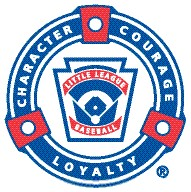 CHARACTER
COURAGE
LOYALTY
LITTLE LEAGUE
BASEBALL
®